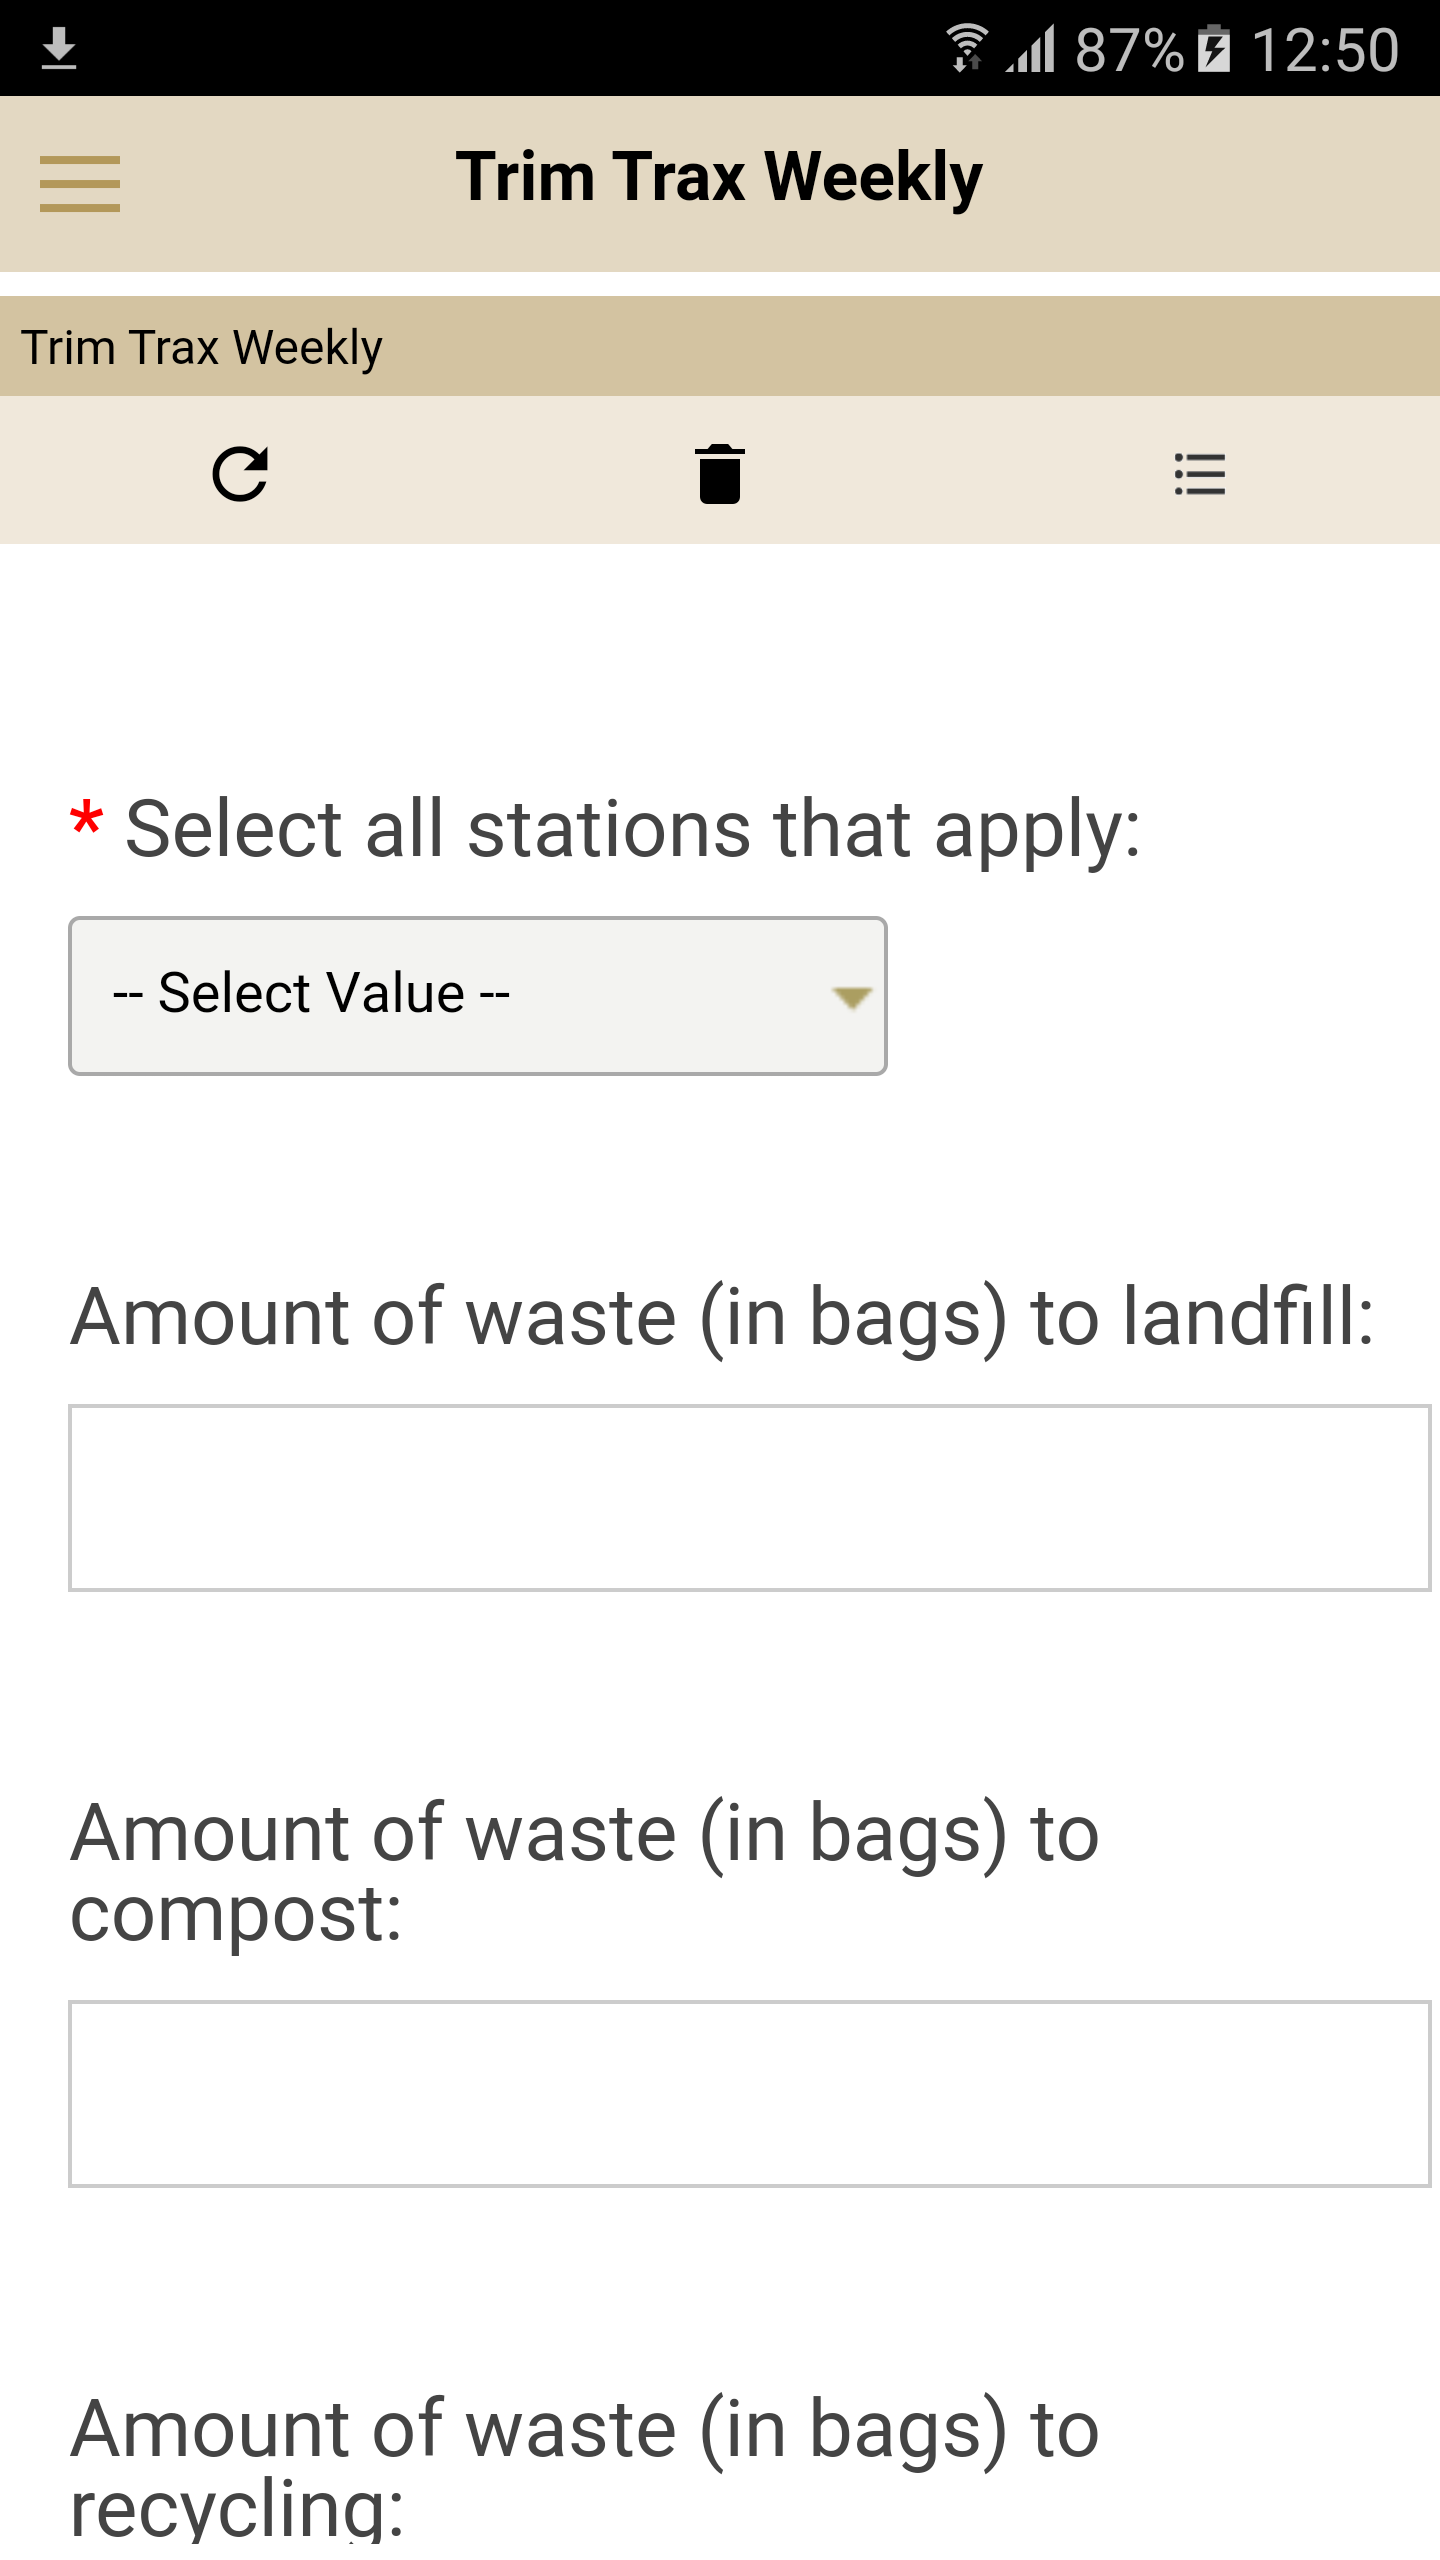 87% 12:50
Trim Trax Weekly
Trim Trax Weekly
* Select all stations that apply:
-- Select Value --
Amount of waste (in bags) to landfill:
Amount of waste (in bags) to
compost:
Amount of waste (in bags) to
recycling: